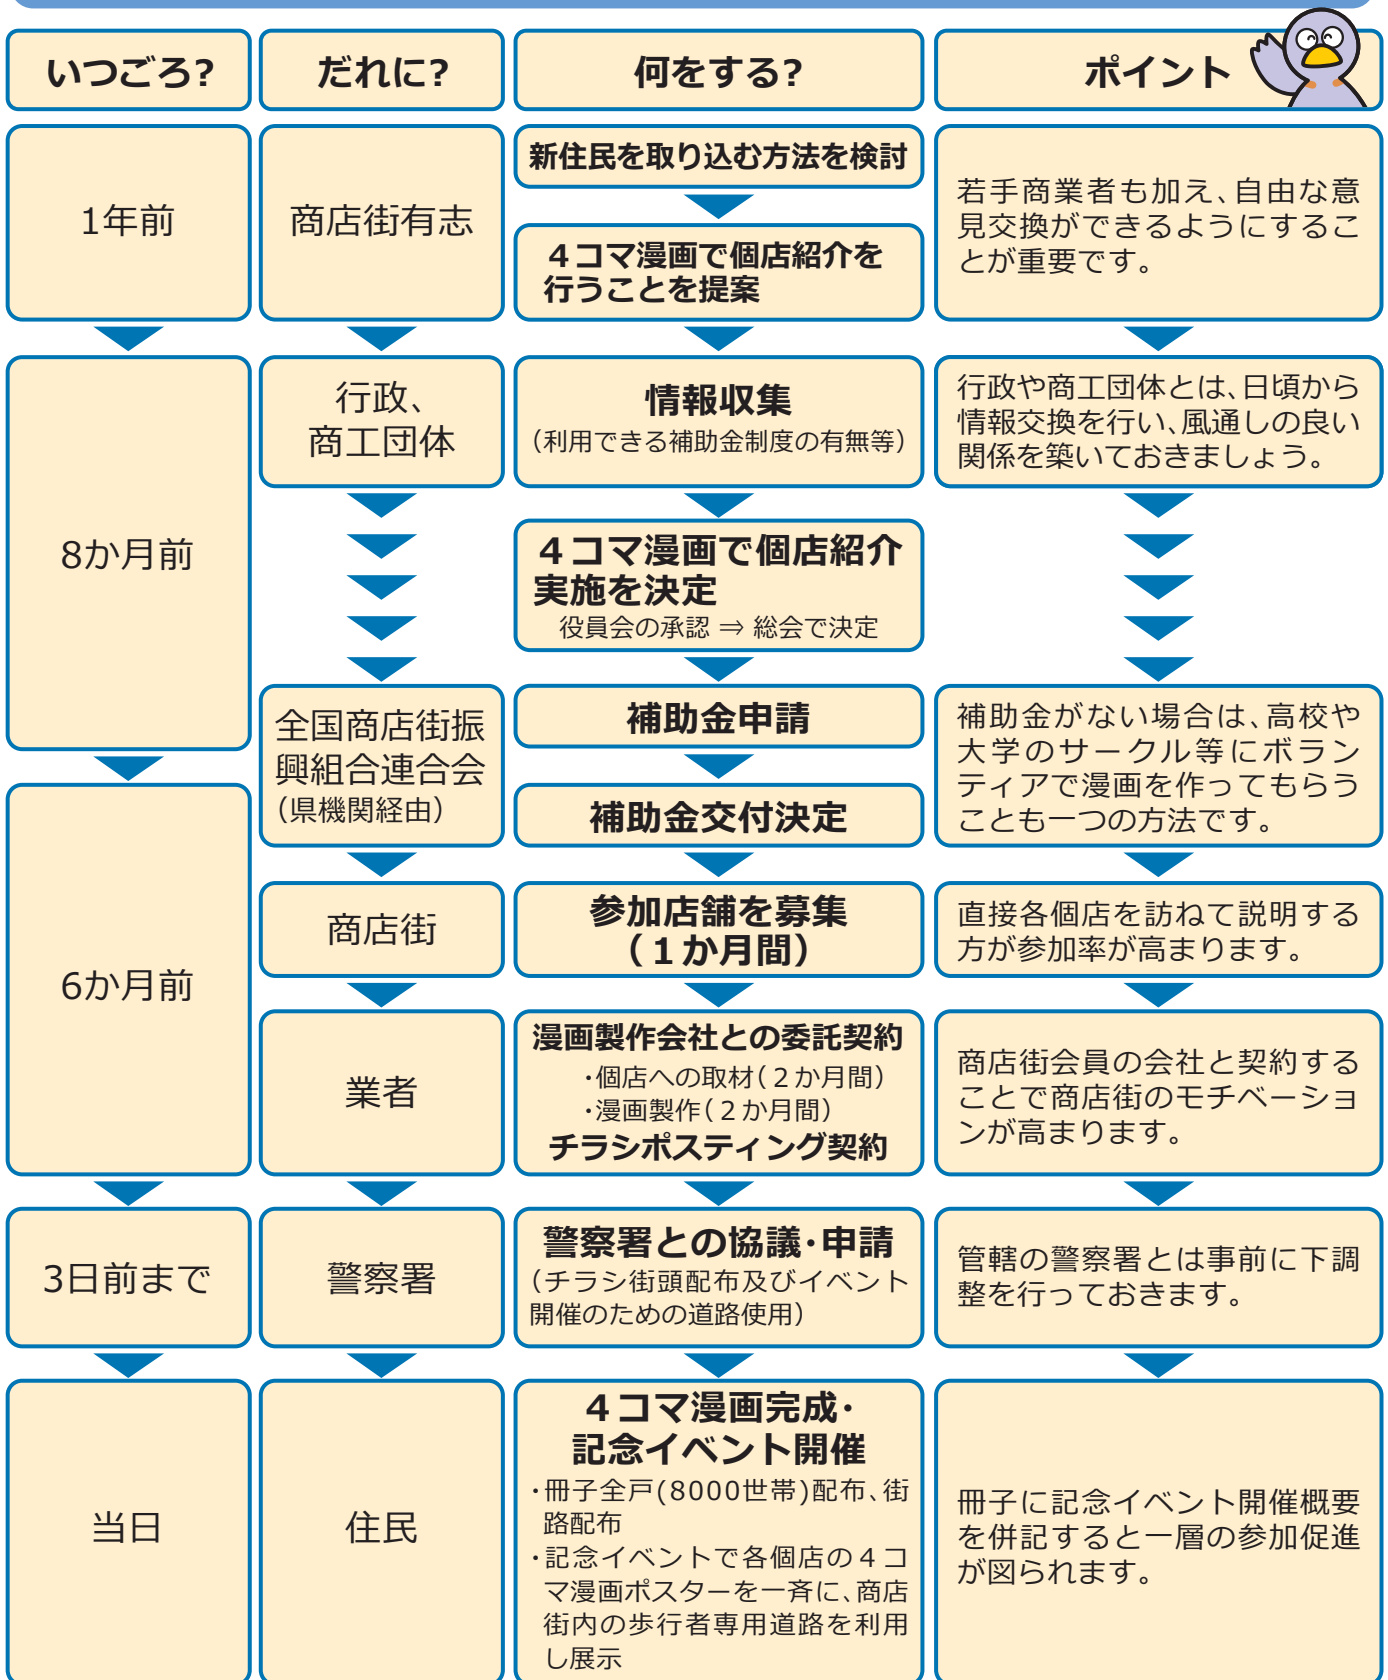 いつごろ?
だれに?
何をする?
ポイント
1年前
商店街有志
新住民を取り込む方法を検討
４コマ漫画で個店紹介を
行うことを提案
若手商業者も加え、自由な意
見交換ができるようにするこ
とが重要です。
8か月前
行政、
商工団体
情報収集
（利用できる補助金制度の有無等）
行政や商工団体とは、日頃から
情報交換を行い、風通しの良い
関係を築いておきましょう。
４コマ漫画で個店紹介
実施を決定
役員会の承認 ⇒ 総会で決定
全国商店街振
興組合連合会
（県機関経由）
補助金申請
補助金交付決定
補助金がない場合は、高校や
大学のサークル等にボラン
ティアで漫画を作ってもらう
ことも一つの方法です。
6か月前
商店街
参加店舗を募集
（１か月間）
直接各個店を訪ねて説明する
方が参加率が高まります。
業者
漫画製作会社との委託契約
・個店への取材（２か月間）
・漫画製作（２か月間）
チラシポスティング契約
商店街会員の会社と契約する
ことで商店街のモチベーショ
ンが高まります。
3日前まで
警察署
警察署との協議・申請
（チラシ街頭配布及びイベント
開催のための道路使用）
管轄の警察署とは事前に下調
整を行っておきます。
当日
住民
４コマ漫画完成・
記念イベント開催
・冊子全戸(8000世帯)配布、街
路配布
・記念イベントで各個店の４コ
マ漫画ポスターを一斉に、商店
街内の歩行者専用道路を利用
し展示
冊子に記念イベント開催概要
を併記すると一層の参加促進
が図られます。